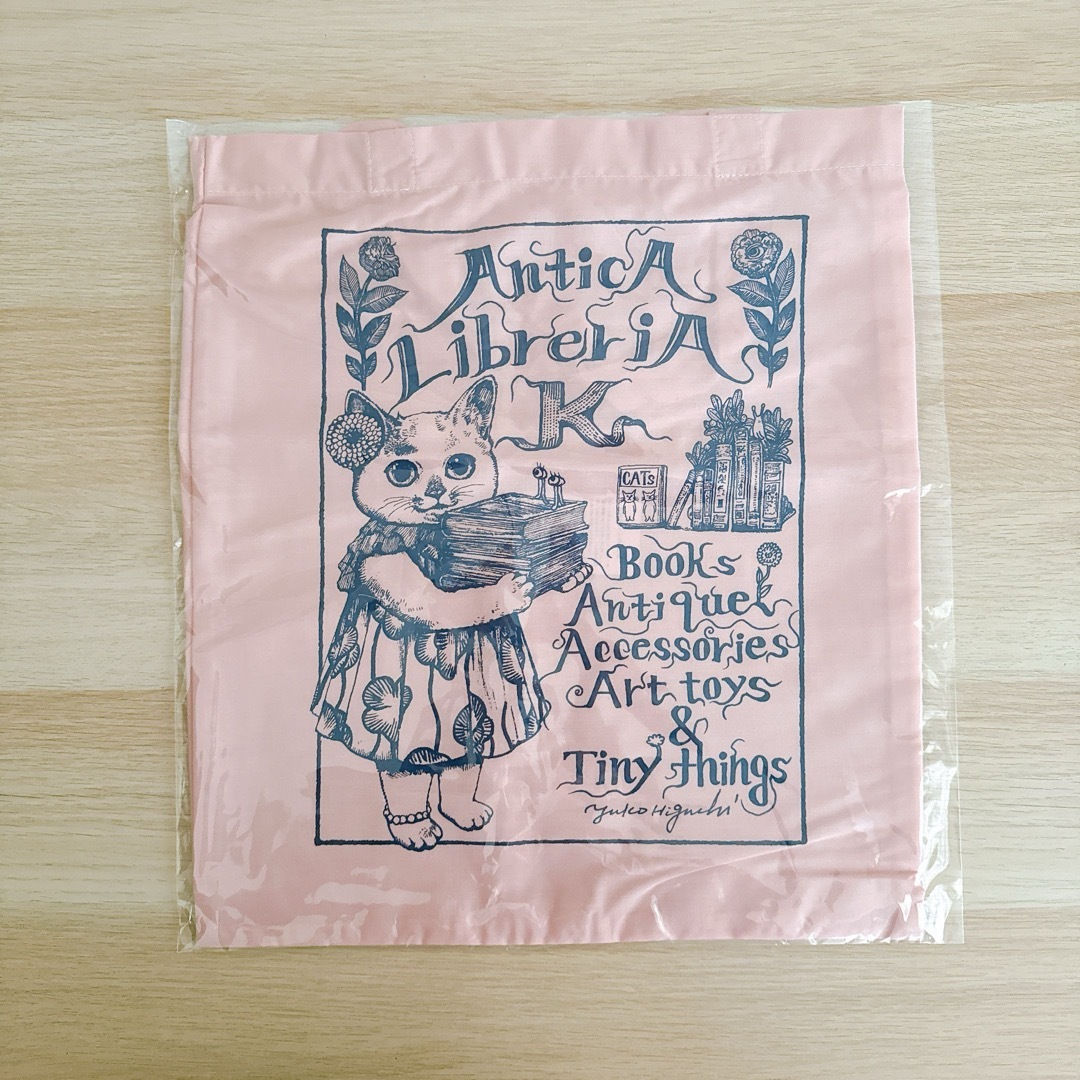 Antica
Libreria
K
CATs
Books
Antique
Accessories
Art toys
&
Tiny things
Yuko Higuchi